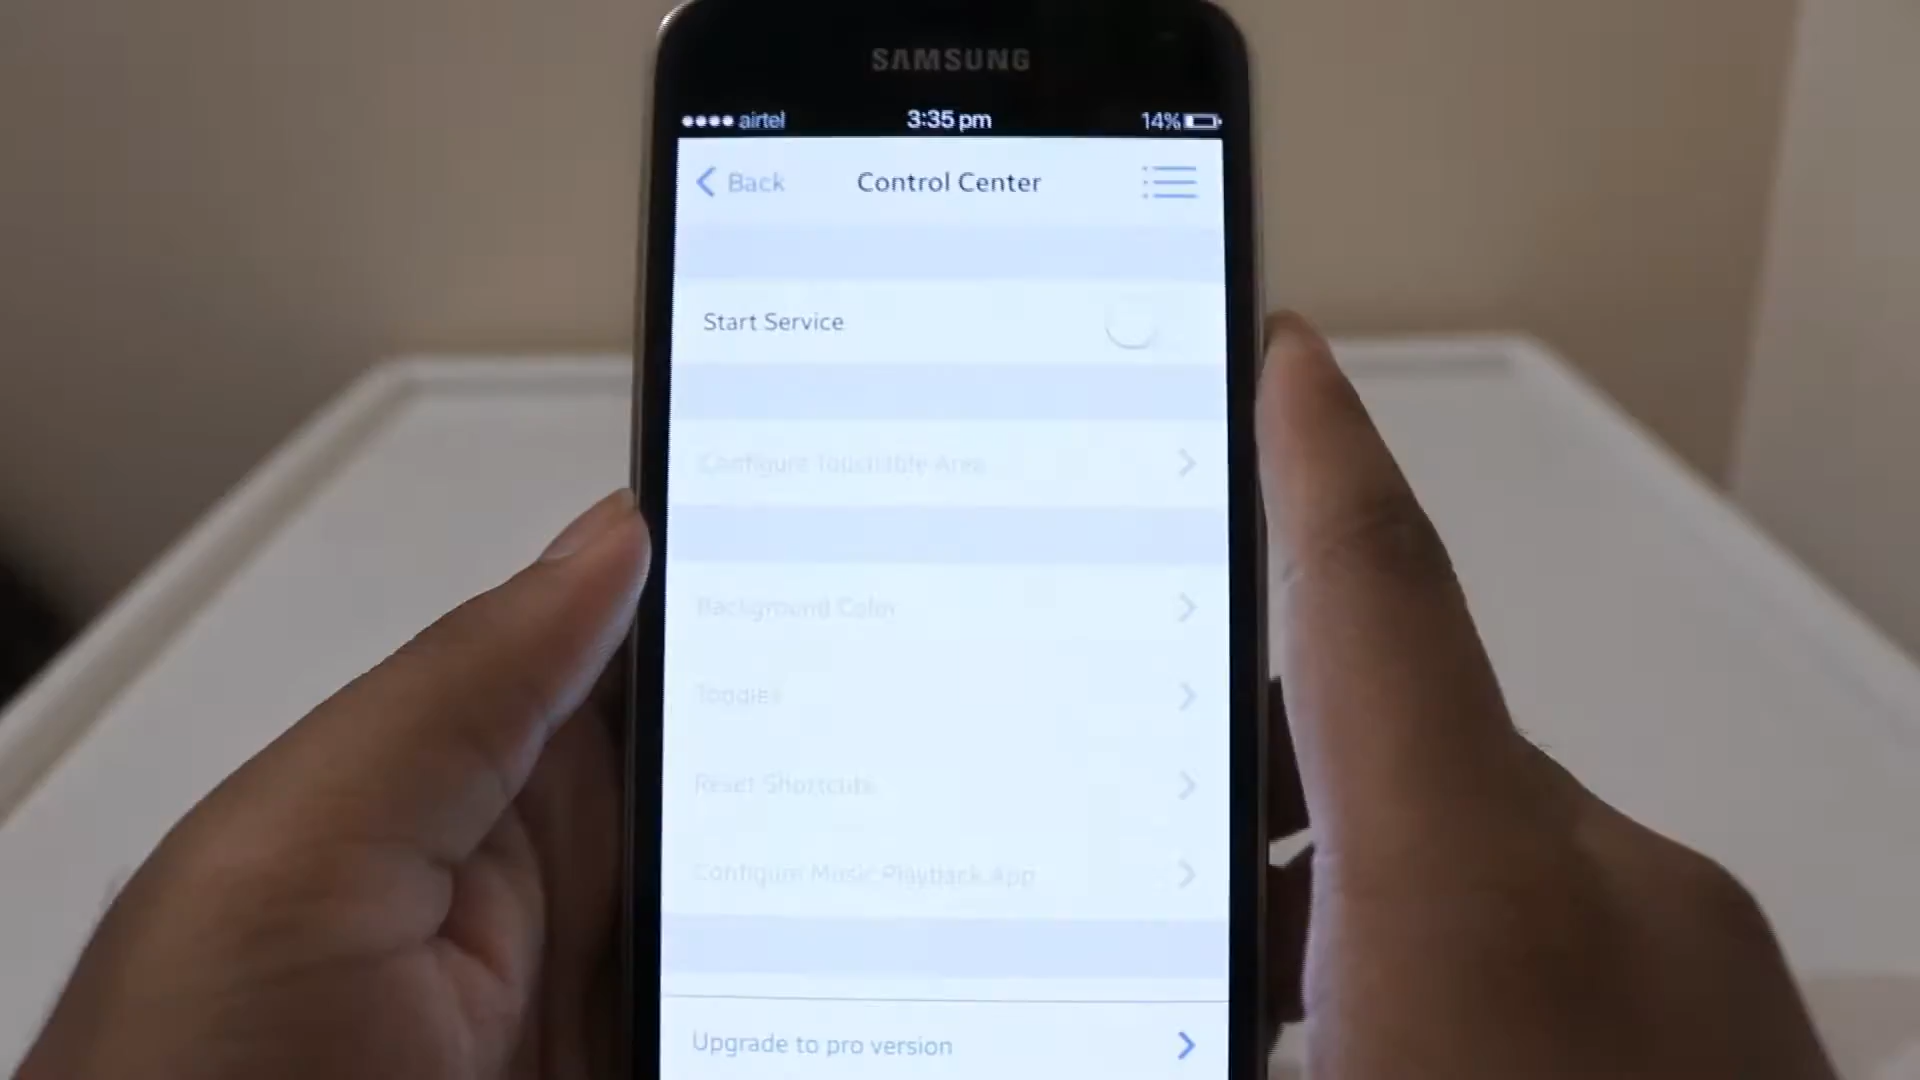 SAMSUNG
airtel 3:35 pm 14%
Back Control Center
Start Service
Configure Touchable Area
Background Color
Toggles
Reset Shortcuts
Configure Music Playback App
Upgrade to pro version